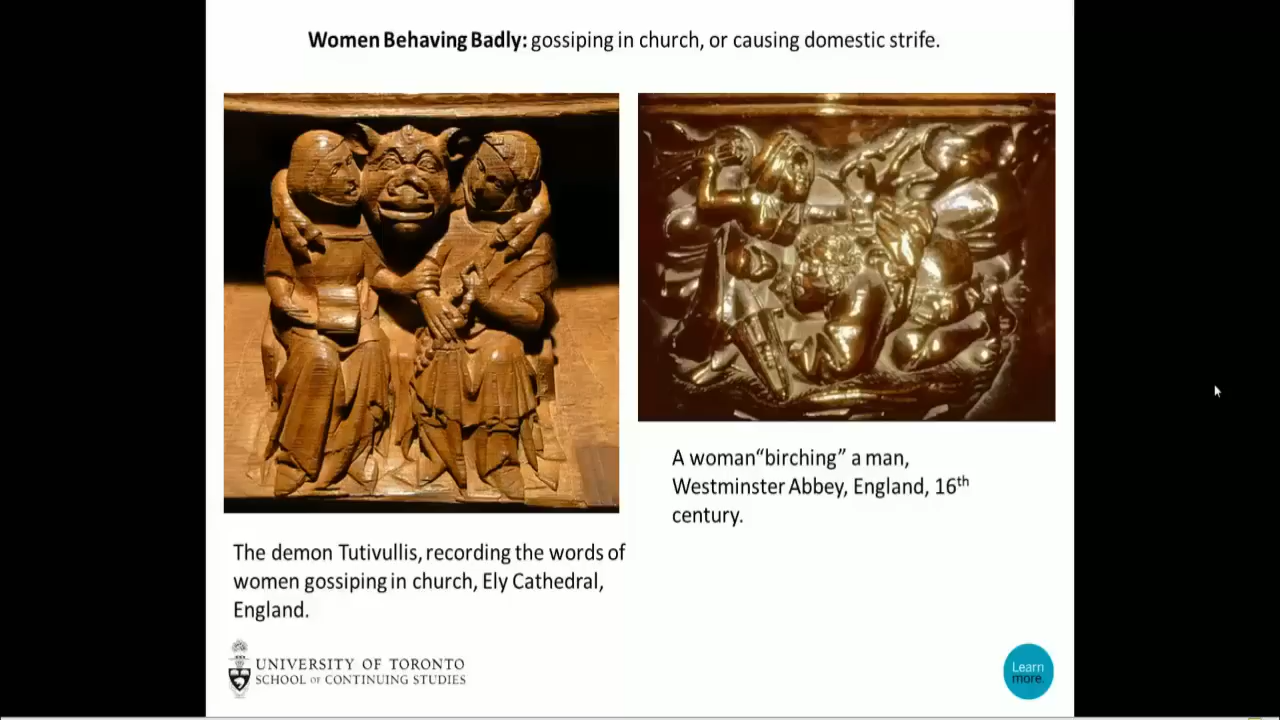 Women Behaving Badly: gossiping in church, or causing domestic strife.
A woman“birching” a man,
Westminster Abbey, England, 16th
century.
The demon Tutivullis, recording the words of
women gossiping in church, Ely Cathedral,
England.
UNIVERSITY OF TORONTO
SCHOOL OF CONTINUING STUDIES
Learn
more.